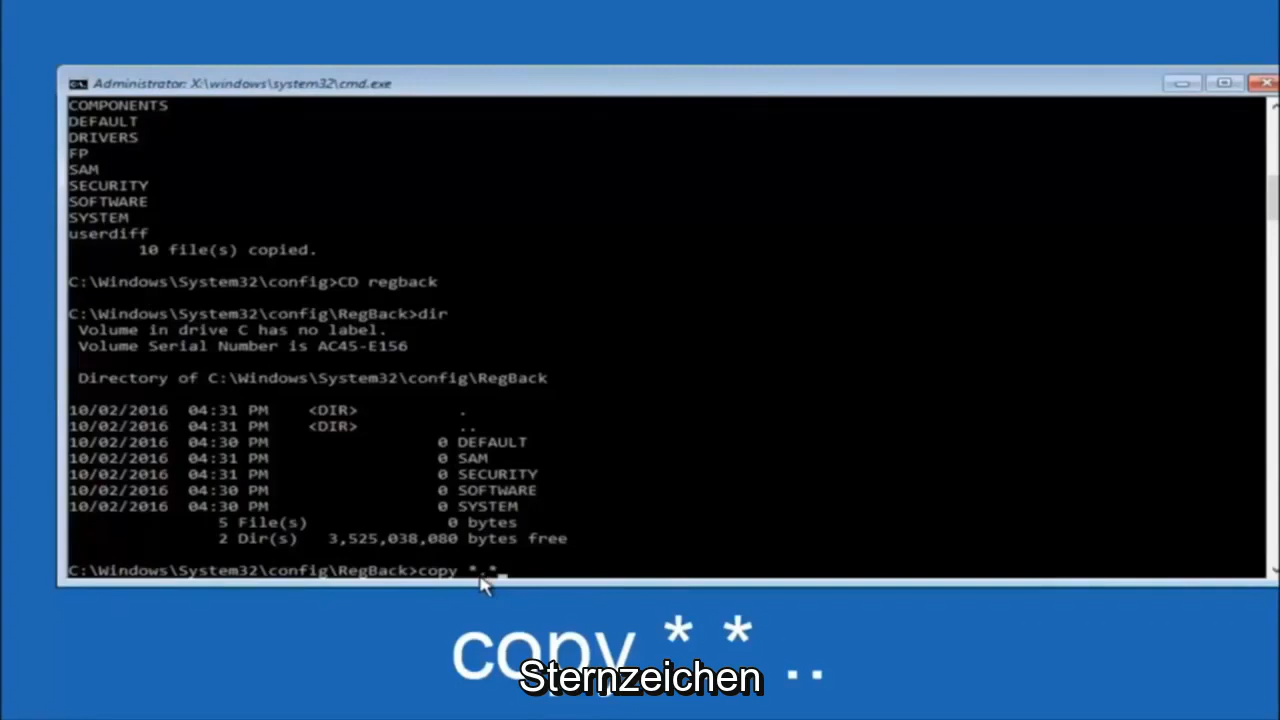 Administrator: X:\windows\system32\cmd.exe
COMPONENTS
DEFAULT
DRIVERS
FP
SAM
SECURITY
SOFTWARE
SYSTEM
userdiff
10 file(s) copied.
C:\Windows\System32\config>CD regback
C:\Windows\System32\config\RegBack>dir
Volume in drive C has no label.
Volume Serial Number is AC45-E156
Directory of C:\Windows\System32\config\RegBack
10/02/2016 04:31 PM <DIR> .
10/02/2016 04:31 PM <DIR> ..
10/02/2016 04:30 PM 0 DEFAULT
10/02/2016 04:31 PM 0 SAM
10/02/2016 04:31 PM 0 SECURITY
10/02/2016 04:30 PM 0 SOFTWARE
10/02/2016 04:30 PM 0 SYSTEM
5 File(s) 0 bytes
2 Dir(s) 3,525,038,080 bytes free
C:\Windows\System32\config\RegBack>copy *.*_
copy * * ..
Sternzeichen